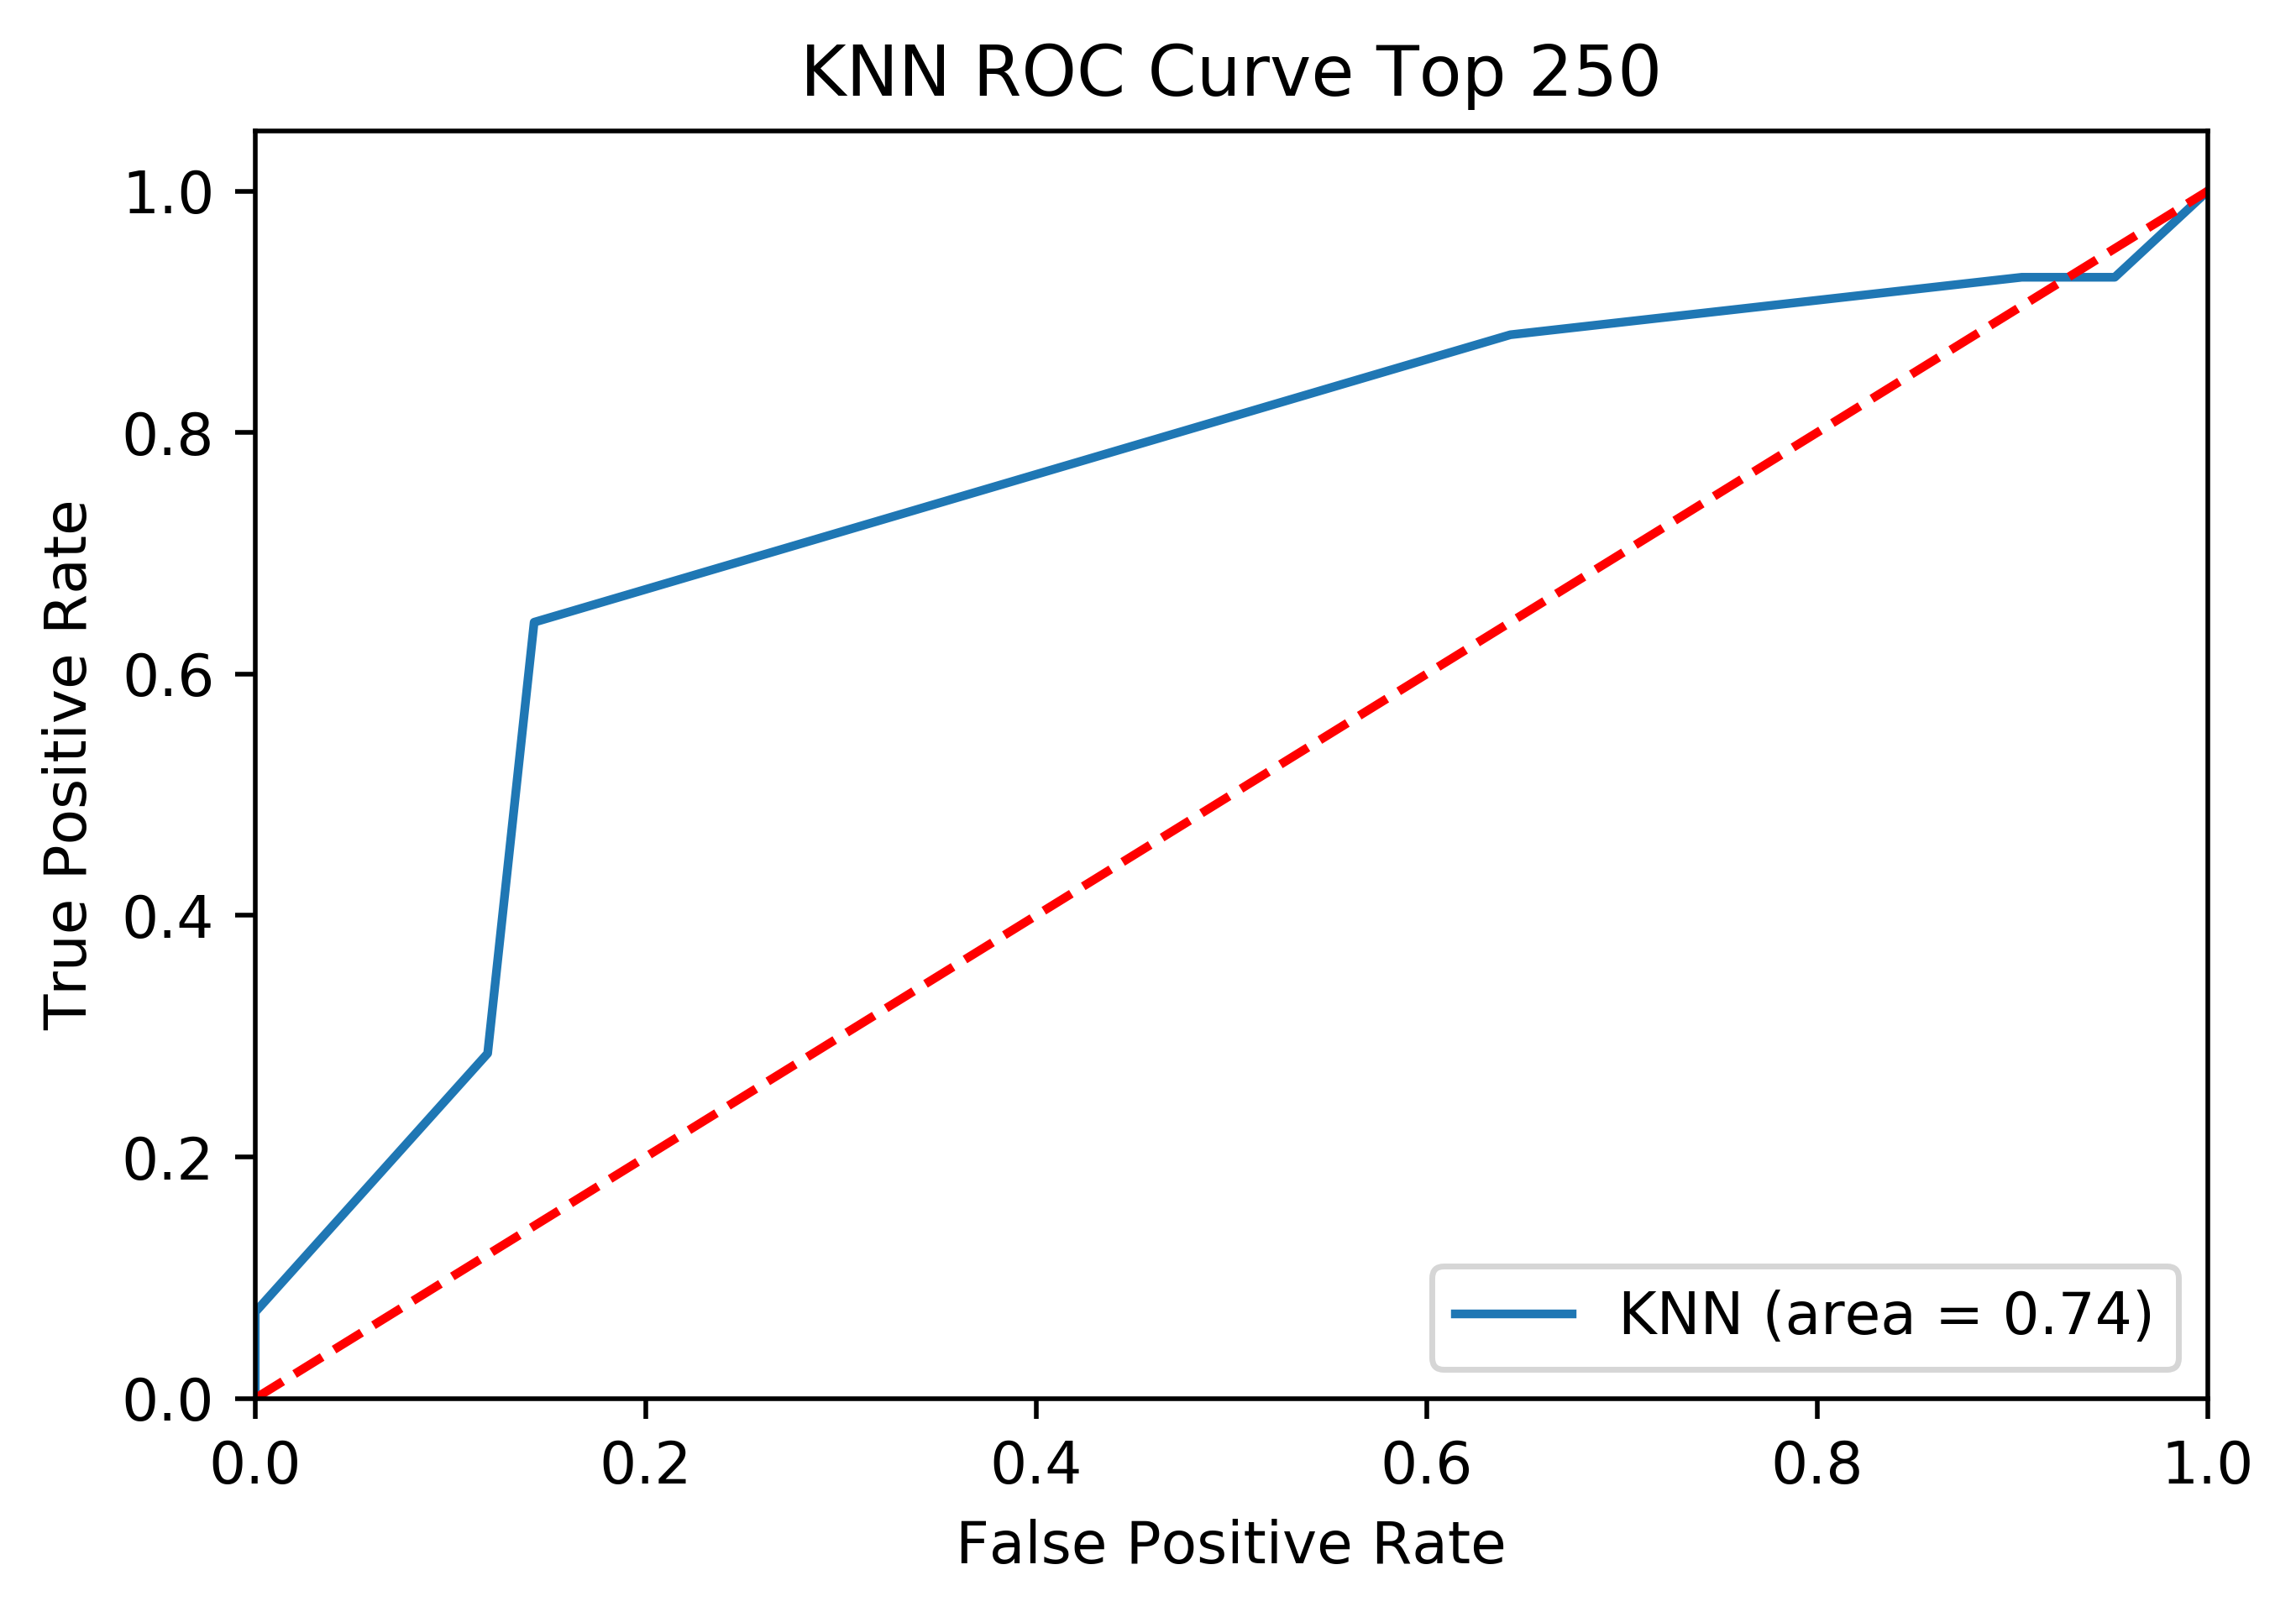 KNN ROC Curve Top 250
1.0
0.8
0.6
0.4
0.2
0.0
True Positive Rate
KNN (area = 0.74)
0.0 0.2 0.4 0.6 0.8 1.0
False Positive Rate